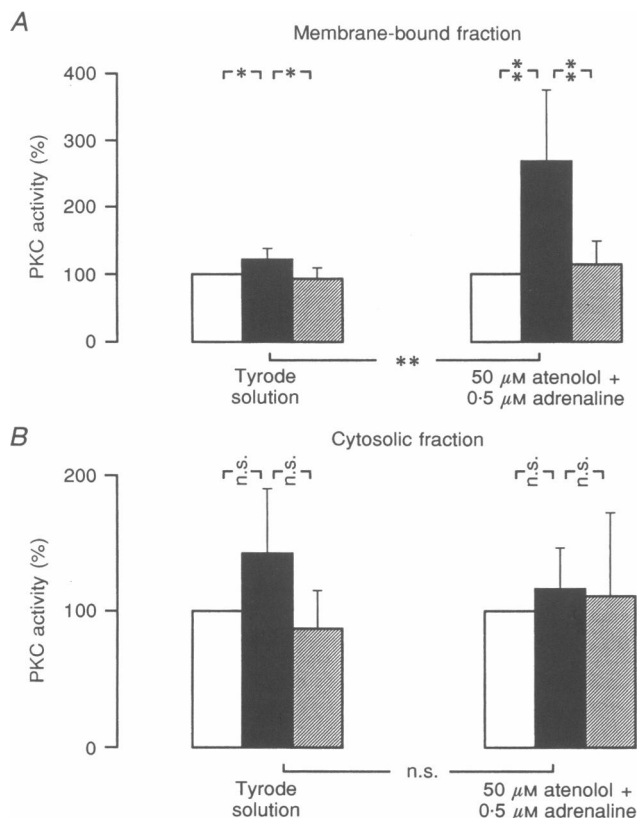 A
Membrane-bound fraction
400
300
200
100
0
PKC activity (%)
* *
** **
**
Tyrode
solution
50 μM atenolol +
0·5 μM adrenaline
B
Cytosolic fraction
200
100
0
PKC activity (%)
n.s. n.s.
n.s. n.s.
n.s.
Tyrode
solution
50 μM atenolol +
0·5 μM adrenaline